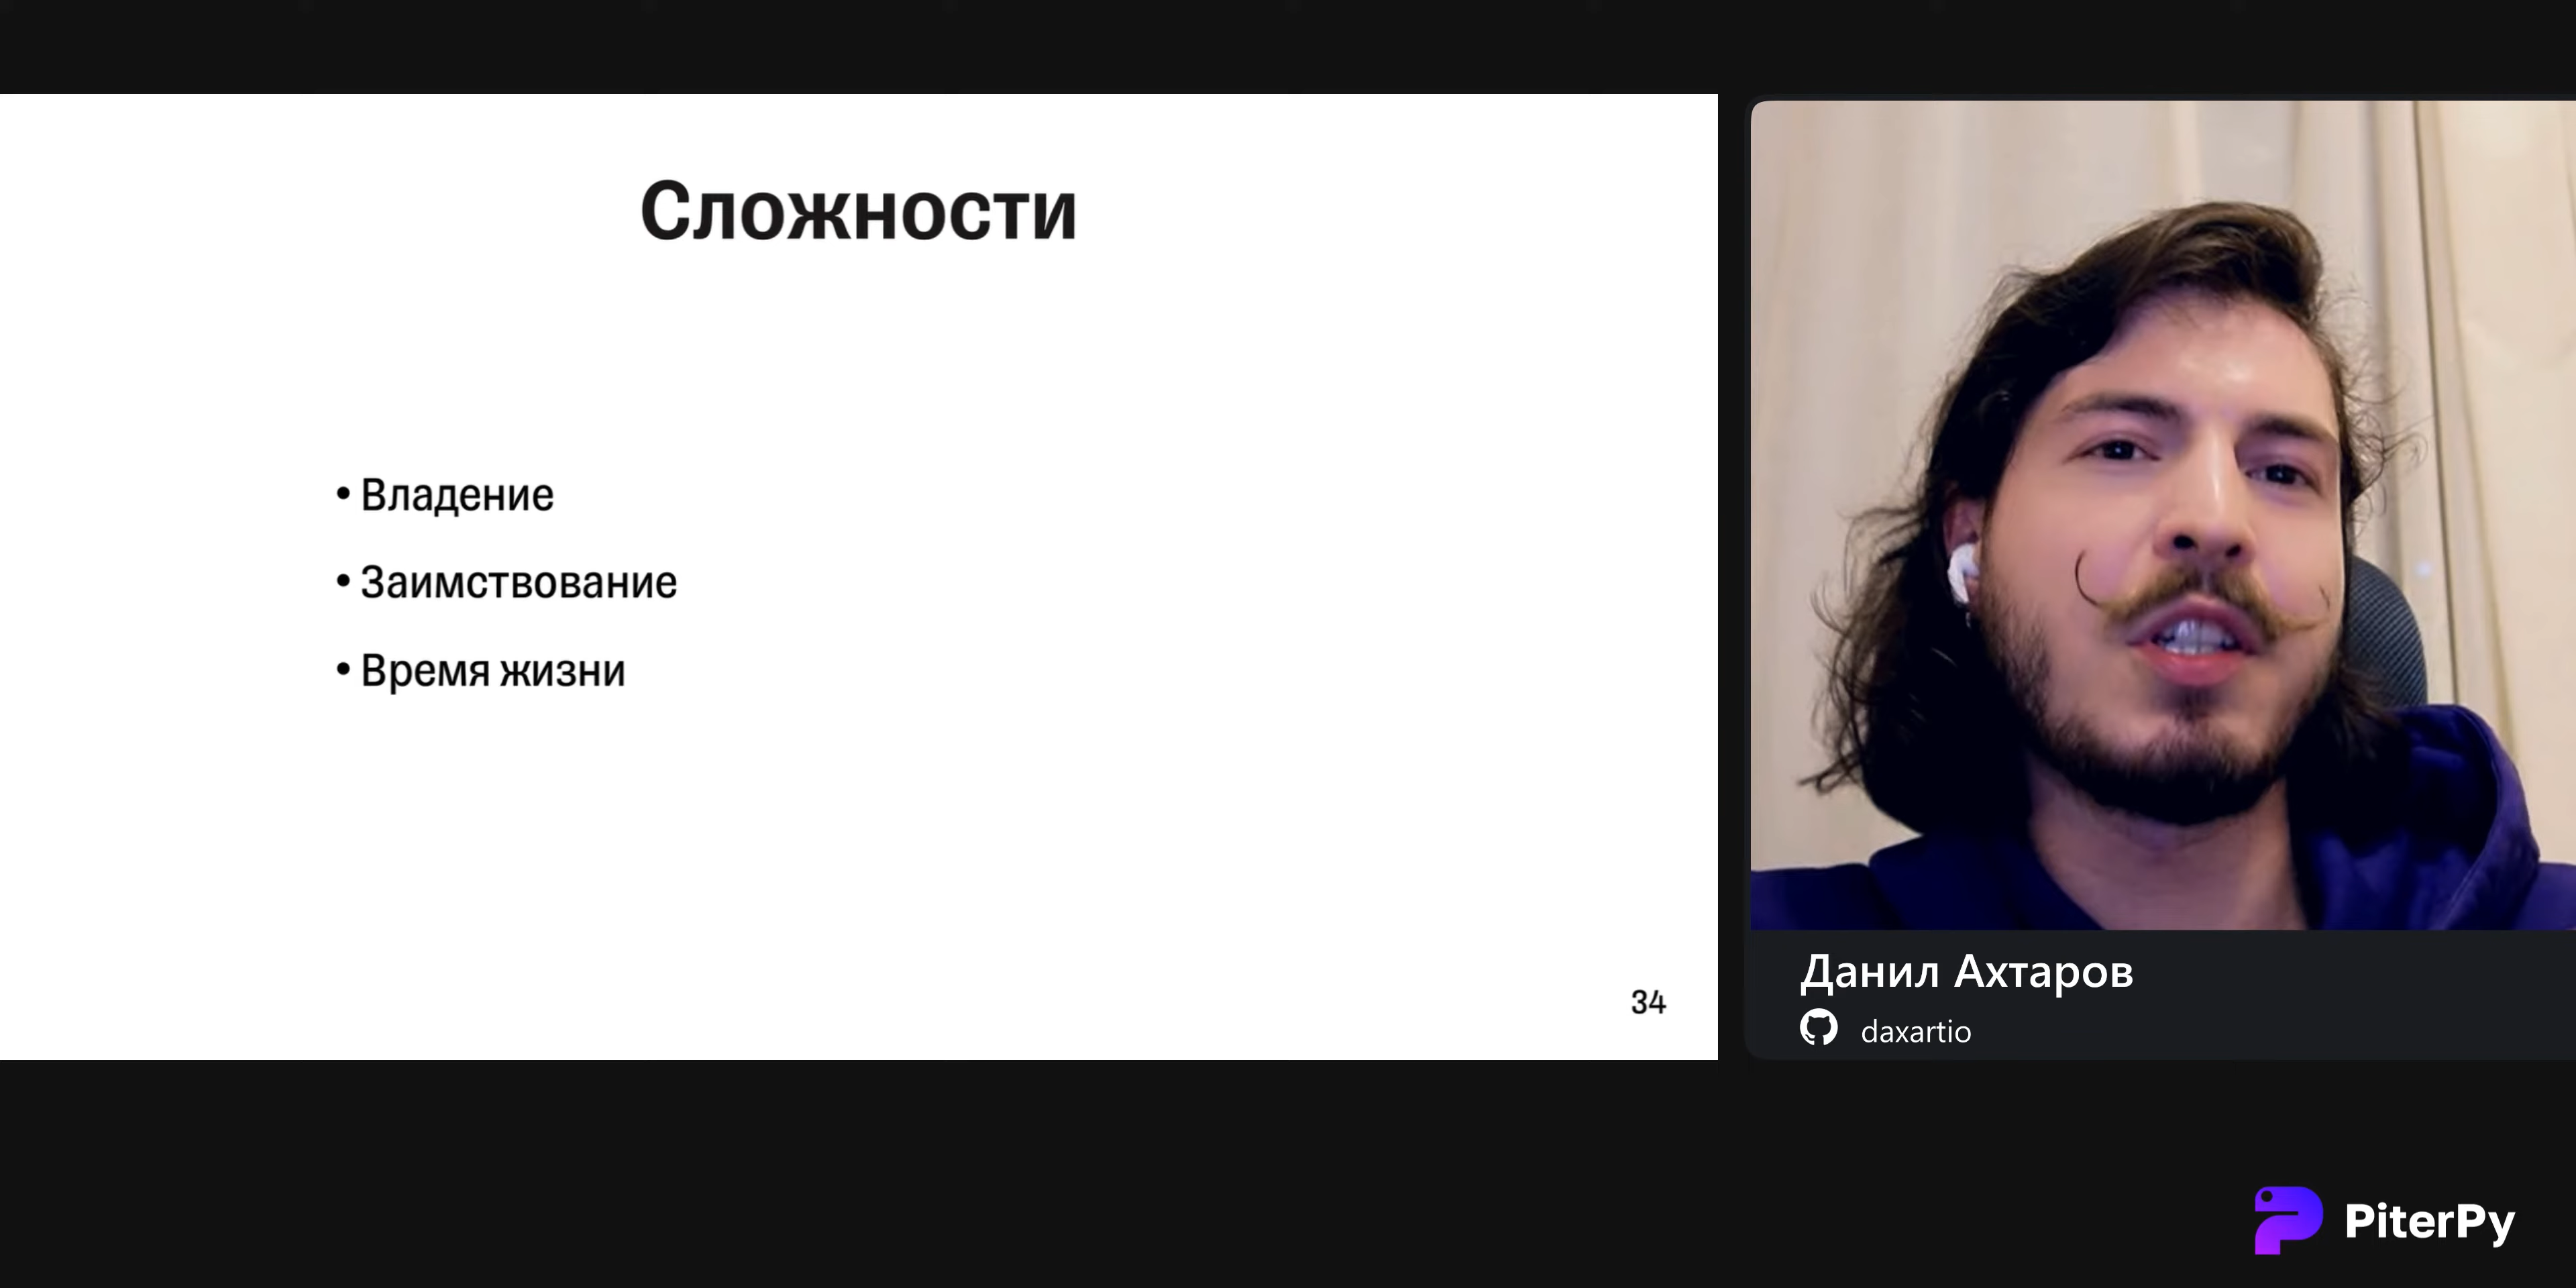 Сложности
• Владение
• Заимствование
• Время жизни
34
Данил Ахтаров
daxartio
PiterPy